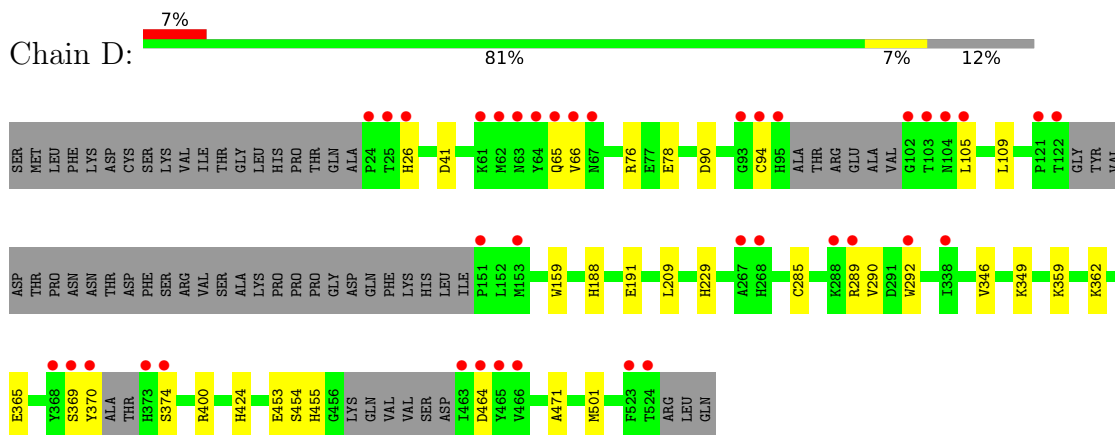 7%
Chain D:
81% 7% 12%
SER MET LEU PHE LYS ASP CYS SER LYS VAL ILE THR GLY LEU HIS PRO THR GLN ALA P24 T25 H26 D41 K61 M62 N63 Y64 Q65 V66 N67 R76 E77 E78 D90 G93 C94 H95 ALA THR ARG GLU ALA VAL G102 T103 N104 L105 L109 P121 T122 GLY TYR VAL
ASP THR PRO ASN ASN THR ASP PHE SER ARG VAL SER ALA LYS PRO PRO PRO GLY ASP GLN PHE LYS HIS LEU ILE P151 L152 M153 W159 H188 E191 L209 H229 A267 H268 C285 K288 R289 V290 D291 W292 I338 V346 K349 K359 K362
E365 Y368 S369 Y370 ALA THR H373 S374 R400 H424 E453 S454 H455 G456 LYS GLN VAL VAL SER ASP I463 D464 Y465 V466 A471 M501 F523 T524 ARG LEU GLN